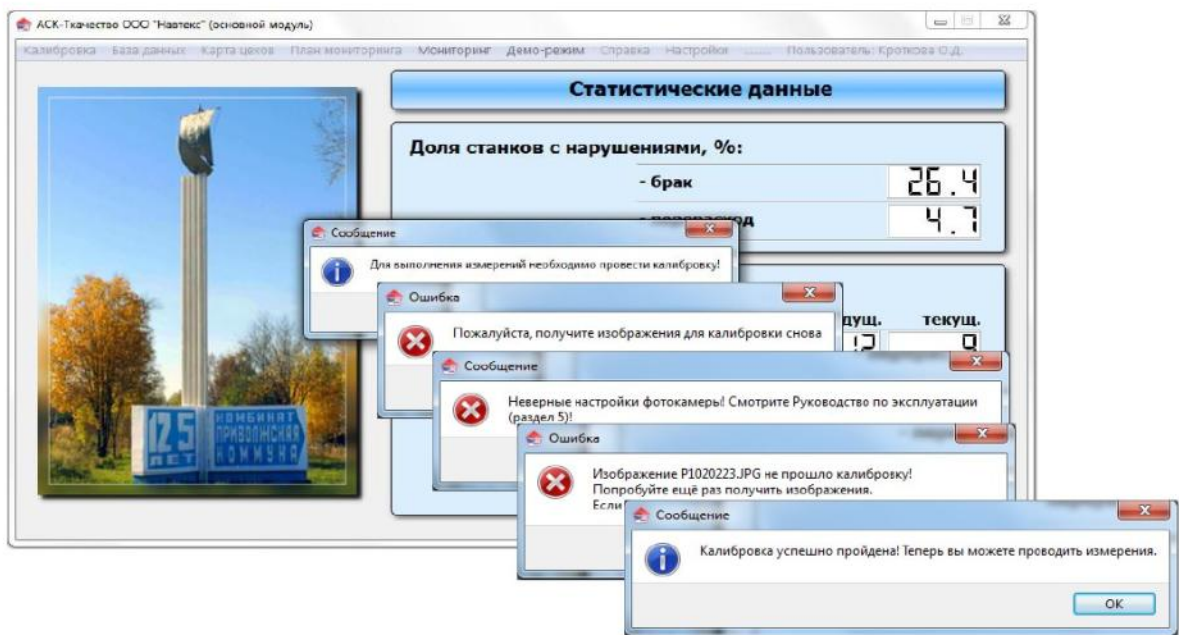 АСК-Ткачество ООО "Навтекс" (основной модуль)
Калибровка База данных Карта цехов План мониторинга Мониторинг Демо-режим Справка Настройки ...... Пользователь: Кроткова О.Д.
Статистические данные
Доля станков с нарушениями, %:
- брак 26.4
- перерасход 4.7
Сообщение
Для выполнения измерений необходимо провести калибровку!
Ошибка
Пожалуйста, получите изображения для калибровки снова
текущ.
12 9
Сообщение
Неверные настройки фотокамеры! Смотрите Руководство по эксплуатации
(раздел 5)!
Ошибка
Изображение P1020223.JPG не прошло калибровку!
Попробуйте ещё раз получить изображения.
Если
Сообщение
Калибровка успешно пройдена! Теперь вы можете проводить измерения.
OK
125
ЛЕТ
КОМБИНАТ
ПРИВОЛЖСКАЯ
КОММУНА